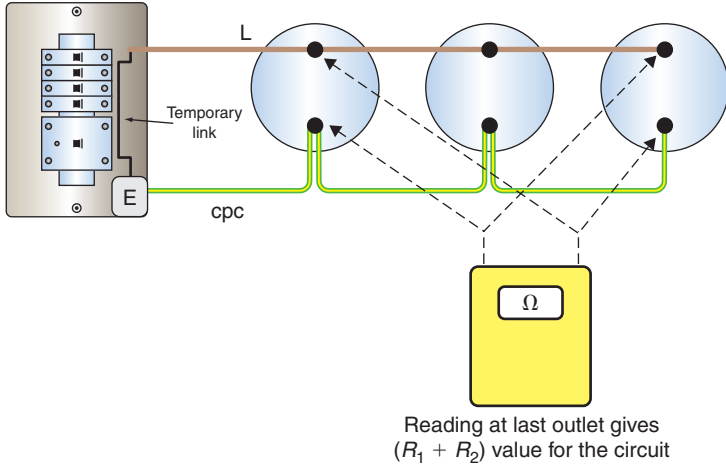 L
Temporary
link
E
cpc
Ω
Reading at last outlet gives
(R1 + R2) value for the circuit